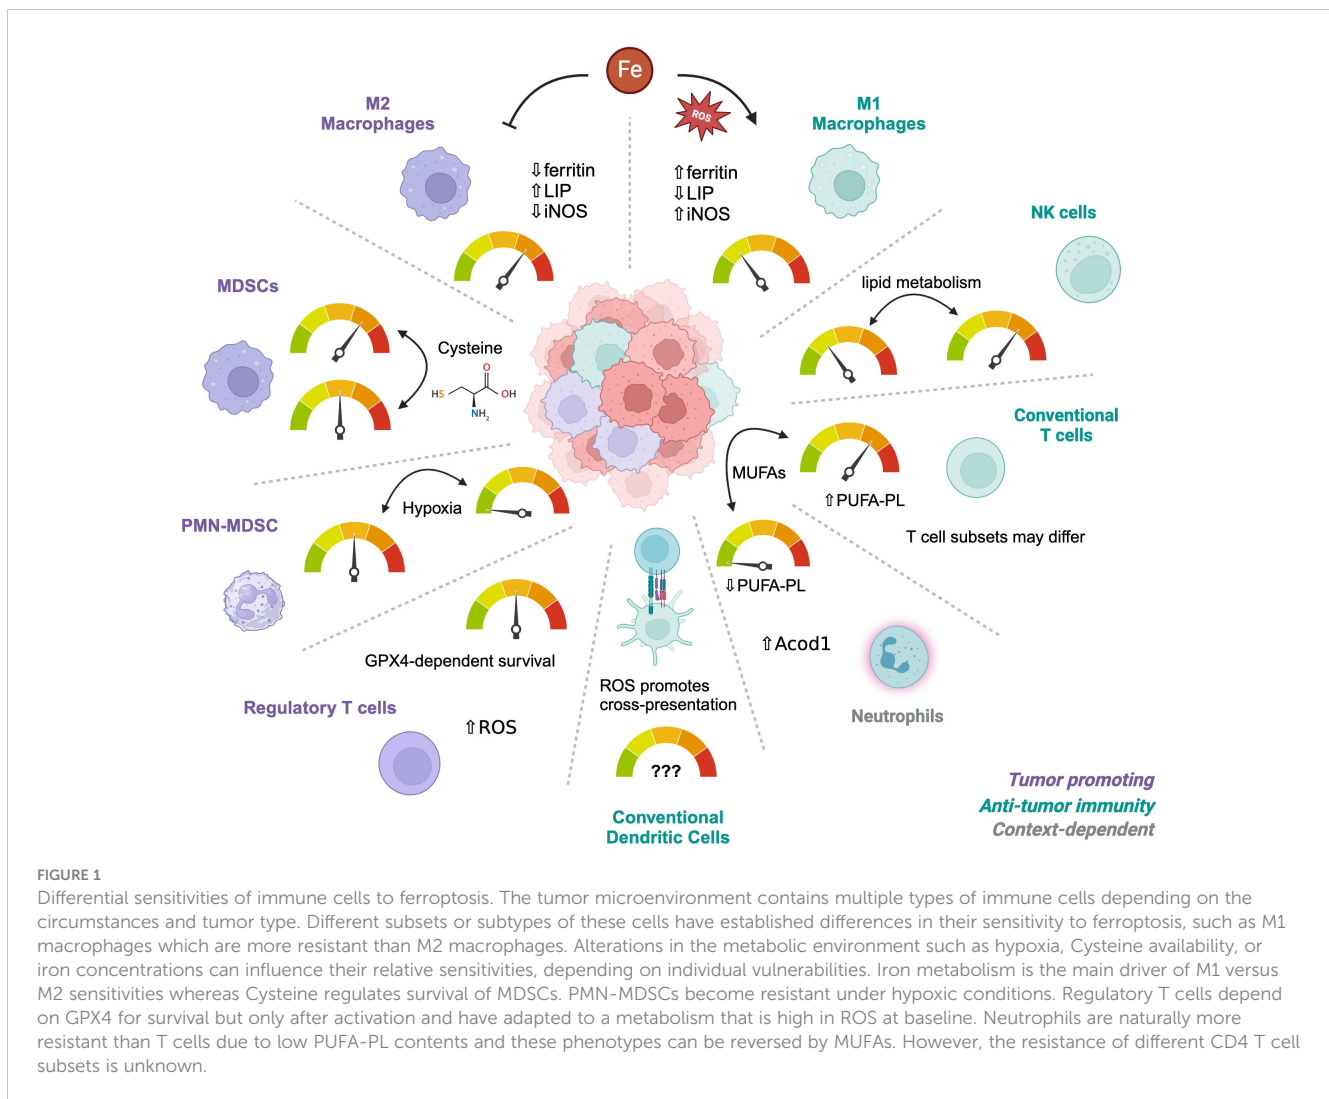 Fe
ROS
M2
Macrophages
⇩ferritin
⇧LIP
⇩iNOS
⇧ferritin
⇩LIP
⇧iNOS
M1
Macrophages
NK cells
lipid metabolism
MDSCs
Cysteine
O
HS
OH
NH₂
Conventional
T cells
MUFAs
⇧PUFA-PL
T cell subsets may differ
⇩PUFA-PL
PMN-MDSC
Hypoxia
GPX4-dependent survival
Regulatory T cells
⇧ROS
ROS promotes
cross-presentation
???
Conventional
Dendritic Cells
⇧Acod1
Neutrophils
Tumor promoting
Anti-tumor immunity
Context-dependent
FIGURE 1
Differential sensitivities of immune cells to ferroptosis. The tumor microenvironment contains multiple types of immune cells depending on the
circumstances and tumor type. Different subsets or subtypes of these cells have established differences in their sensitivity to ferroptosis, such as M1
macrophages which are more resistant than M2 macrophages. Alterations in the metabolic environment such as hypoxia, Cysteine availability, or
iron concentrations can influence their relative sensitivities, depending on individual vulnerabilities. Iron metabolism is the main driver of M1 versus
M2 sensitivities whereas Cysteine regulates survival of MDSCs. PMN-MDSCs become resistant under hypoxic conditions. Regulatory T cells depend
on GPX4 for survival but only after activation and have adapted to a metabolism that is high in ROS at baseline. Neutrophils are naturally more
resistant than T cells due to low PUFA-PL contents and these phenotypes can be reversed by MUFAs. However, the resistance of different CD4 T cell
subsets is unknown.